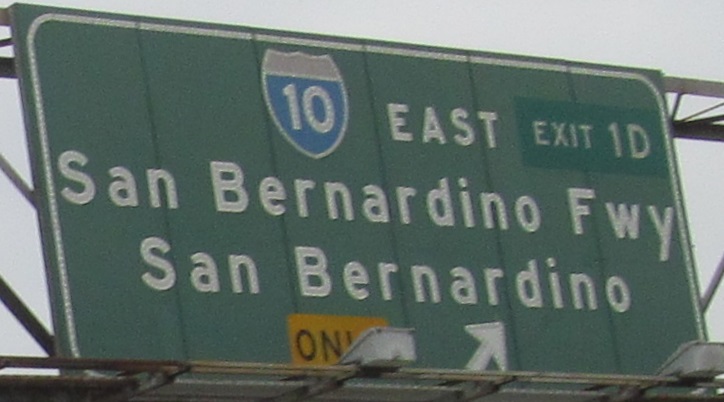 10 EAST EXIT 1D
San Bernardino Fwy
San Bernardino